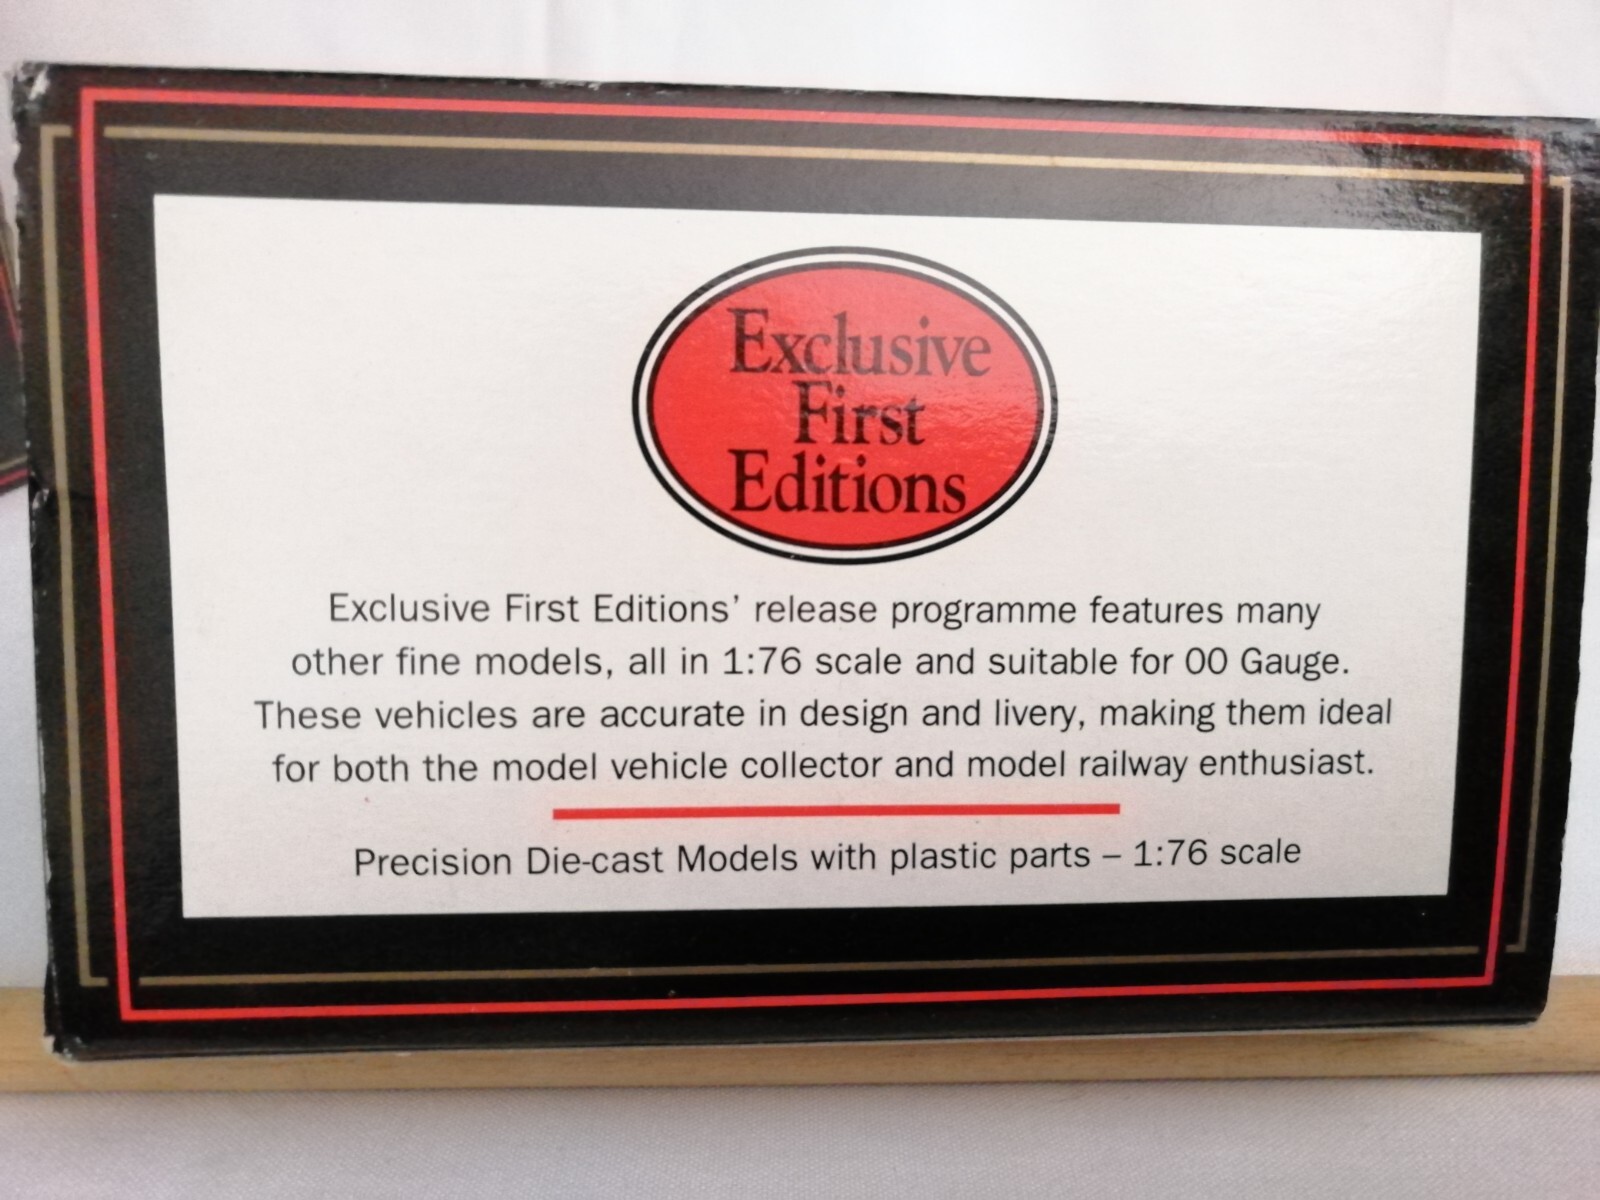 Exclusive
First
Editions
Exclusive First Editions’ release programme features many
other fine models, all in 1:76 scale and suitable for 00 Gauge.
These vehicles are accurate in design and livery, making them ideal
for both the model vehicle collector and model railway enthusiast.
Precision Die-cast Models with plastic parts – 1:76 scale